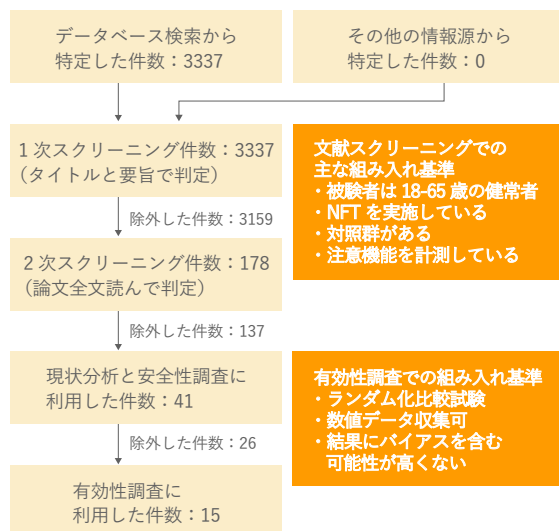 データベース検索から
特定した件数：3337
その他の情報源から
特定した件数：0
1次スクリーニング件数：3337
（タイトルと要旨で判定）
文献スクリーニングでの
主な組み入れ基準
・被験者は18-65歳の健常者
・NFTを実施している
・対照群がある
・注意機能を計測している
除外した件数：3159
2次スクリーニング件数：178
（論文全文読んで判定）
除外した件数：137
現状分析と安全性調査に
利用した件数：41
有効性調査での組み入れ基準
・ランダム化比較試験
・数値データ収集可
・結果にバイアスを含む
可能性が高くない
除外した件数：26
有効性調査に
利用した件数：15